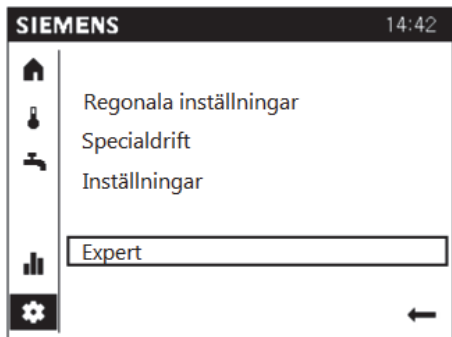 SIEMENS 14:42
Regonala inställningar
Specialdrift
Inställningar
Expert